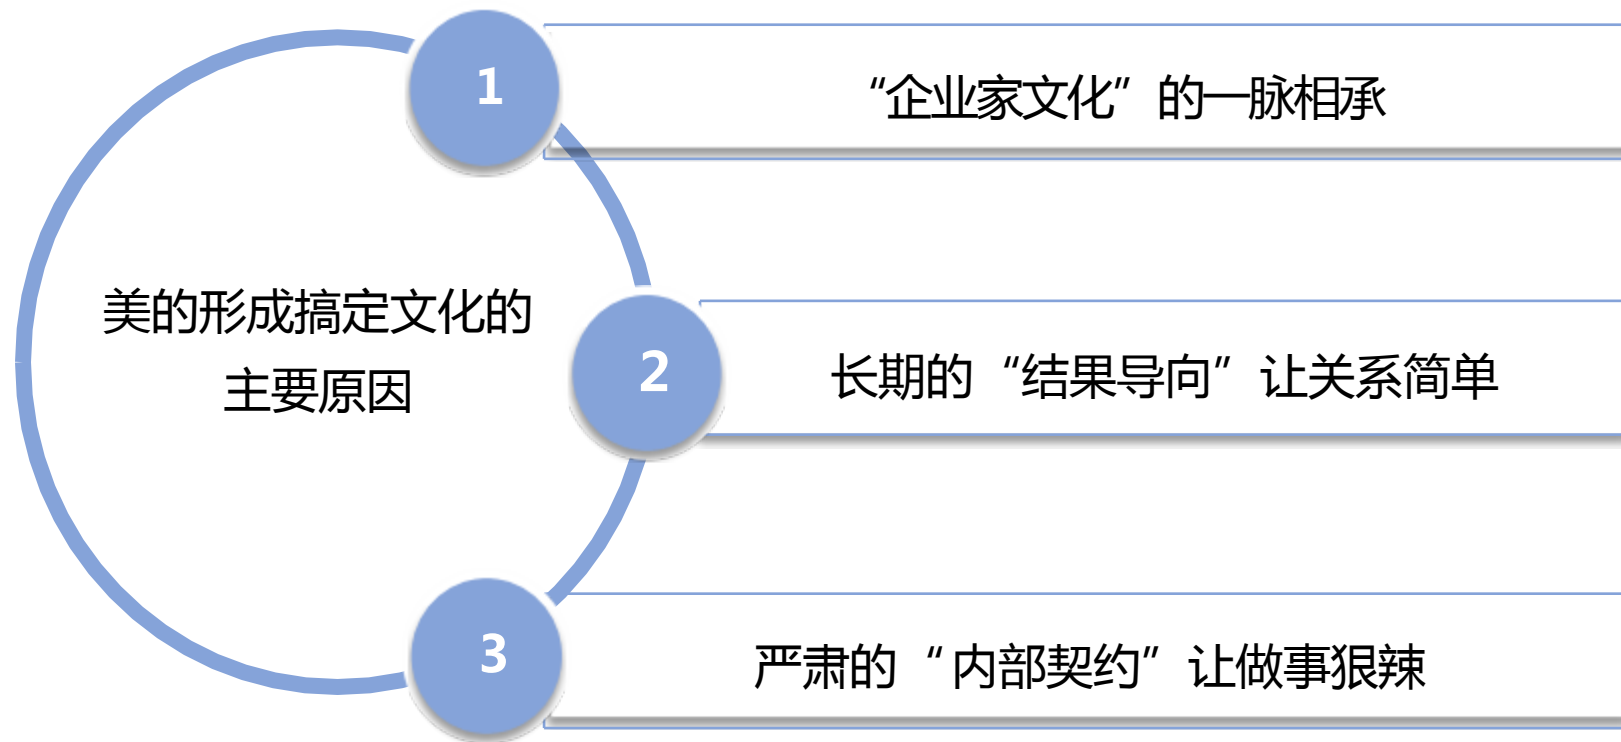 1
“企业家文化”的一脉相承
美的形成搞定文化的
主要原因
2
长期的“结果导向”让关系简单
3
严肃的“内部契约”让做事狠辣